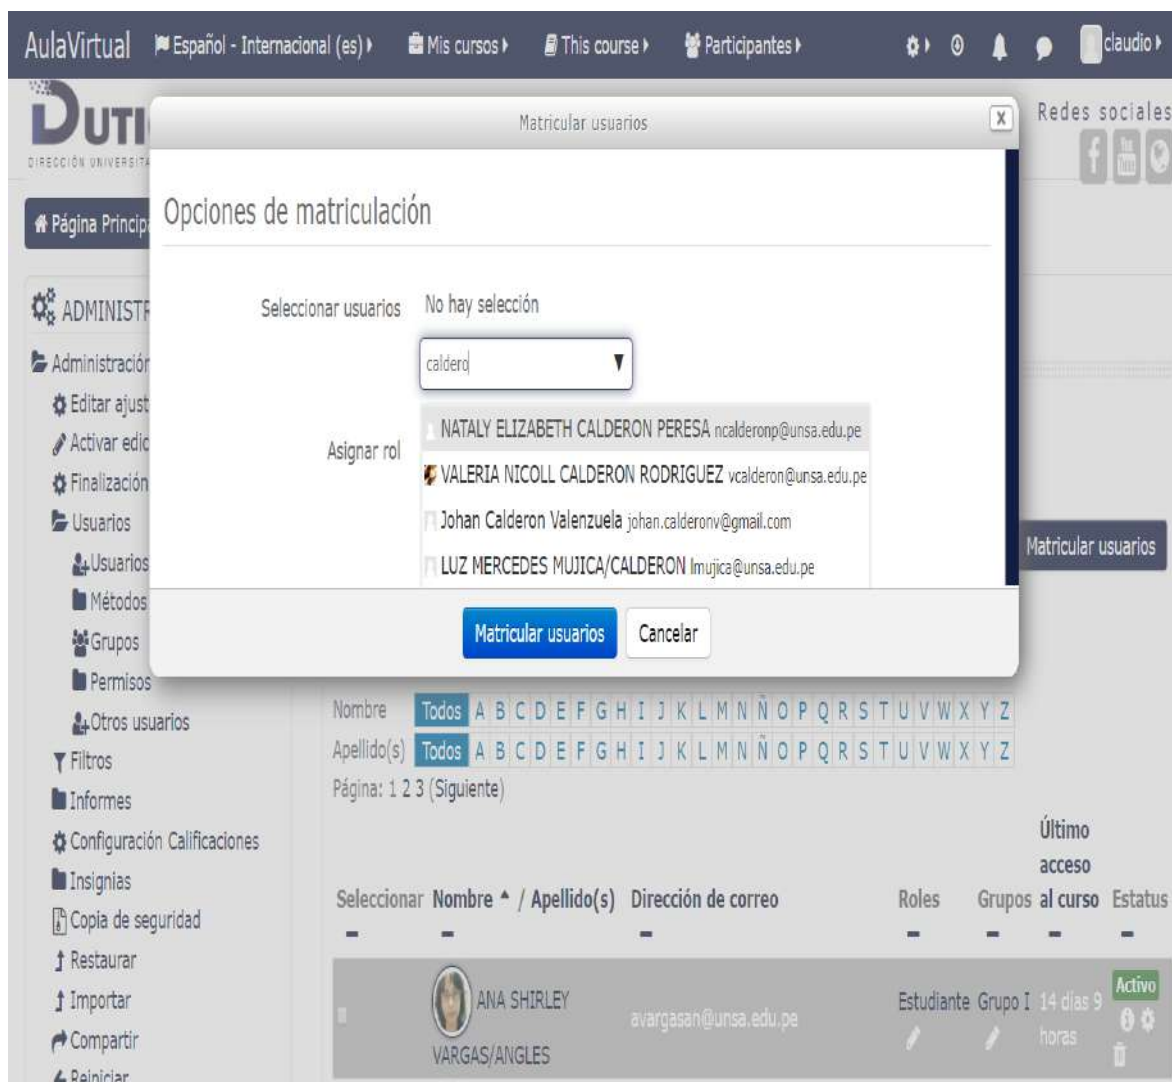 AulaVirtual Español - Internacional (es) Mis cursos This course Participantes claudio
DUTI
DIRECCIÓN UNIVERSITA
Redes sociales
Matricular usuarios X
Página Principa
Opciones de matriculación
Seleccionar usuarios No hay selección
caldero
Asignar rol
NATALY ELIZABETH CALDERON PERESA ncalderonp@unsa.edu.pe
VALERIA NICOLL CALDERON RODRIGUEZ vcalderon@unsa.edu.pe
Johan Calderon Valenzuela johan.calderonv@gmail.com
LUZ MERCEDES MUJICA/CALDERON lmujica@unsa.edu.pe
Matricular usuarios Cancelar
Matricular usuarios
ADMINISTR
Administración
Editar ajust
Activar edic
Finalización
Usuarios
Usuarios
Métodos
Grupos
Permisos
Otros usuarios
Filtros
Informes
Configuración Calificaciones
Insignias
Copia de seguridad
Restaurar
Importar
Compartir
Reiniciar
Nombre Todos A B C D E F G H I J K L M N Ñ O P Q R S T U V W X Y Z
Apellido(s) Todos A B C D E F G H I J K L M N Ñ O P Q R S T U V W X Y Z
Página: 1 2 3 (Siguiente)
Seleccionar Nombre / Apellido(s) Dirección de correo Roles Grupos Último acceso al curso Estatus
ANA SHIRLEY
VARGAS/ANGLES
avargasan@unsa.edu.pe
Estudiante Grupo I 14 días 9
horas
Activo